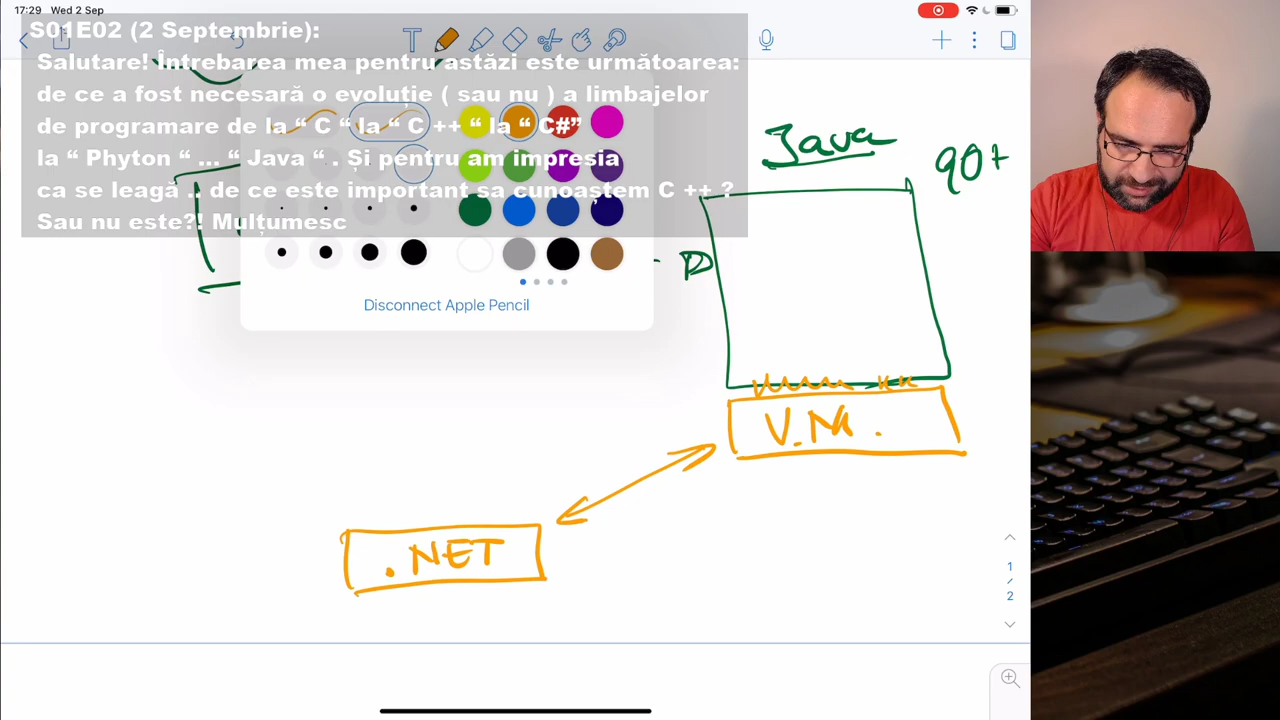 17:29 Wed 2 Sep
S01E02 (2 Septembrie):
Salutare! Întrebarea mea pentru astăzi este următoarea:
de ce a fost necesară o evoluție ( sau nu ) a limbajelor
de programare de la “ C “ la “ C ++ “ la “ C#”
la “ Phyton “ ... “ Java “ . Și pentru am impresia
ca se leagă .. de ce este important sa cunoaștem C ++ ?
Sau nu este?! Mulțumesc
Disconnect Apple Pencil
Java
90+
V.M.
.NET
1
/
2